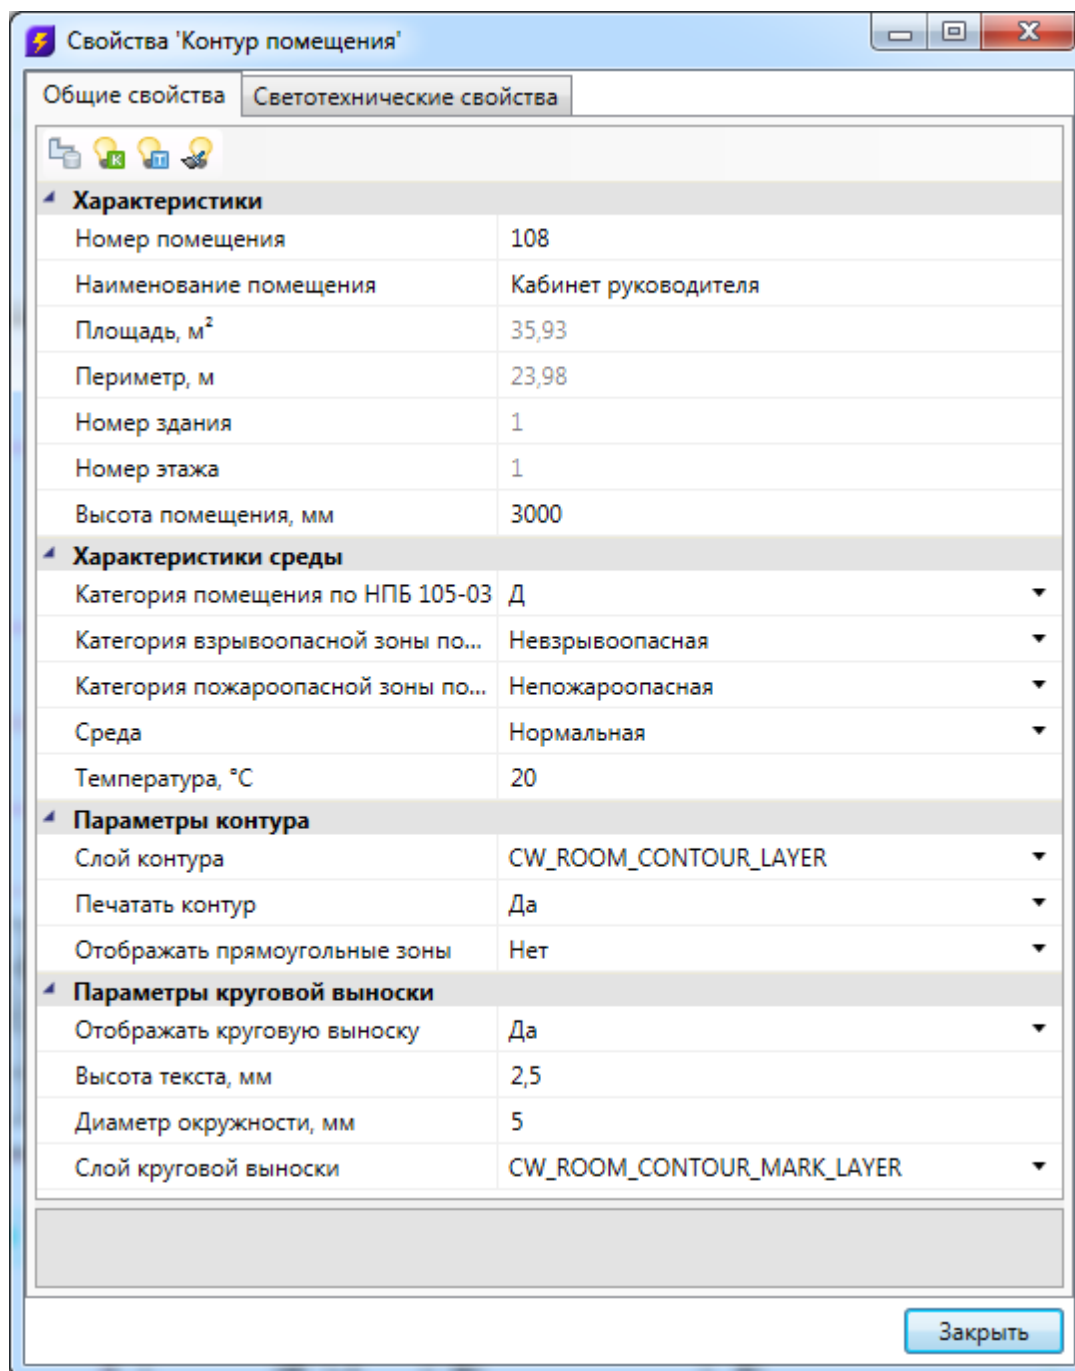 Свойства 'Контур помещения'
Общие свойства Светотехнические свойства
К Т
Характеристики
Номер помещения 108
Наименование помещения Кабинет руководителя
Площадь, м² 35,93
Периметр, м 23,98
Номер здания 1
Номер этажа 1
Высота помещения, мм 3000
Характеристики среды
Категория помещения по НПБ 105-03 Д
Категория взрывоопасной зоны по... Невзрывоопасная
Категория пожароопасной зоны по... Непожароопасная
Среда Нормальная
Температура, °C 20
Параметры контура
Слой контура CW_ROOM_CONTOUR_LAYER
Печатать контур Да
Отображать прямоугольные зоны Нет
Параметры круговой выноски
Отображать круговую выноску Да
Высота текста, мм 2,5
Диаметр окружности, мм 5
Слой круговой выноски CW_ROOM_CONTOUR_MARK_LAYER
Закрыть